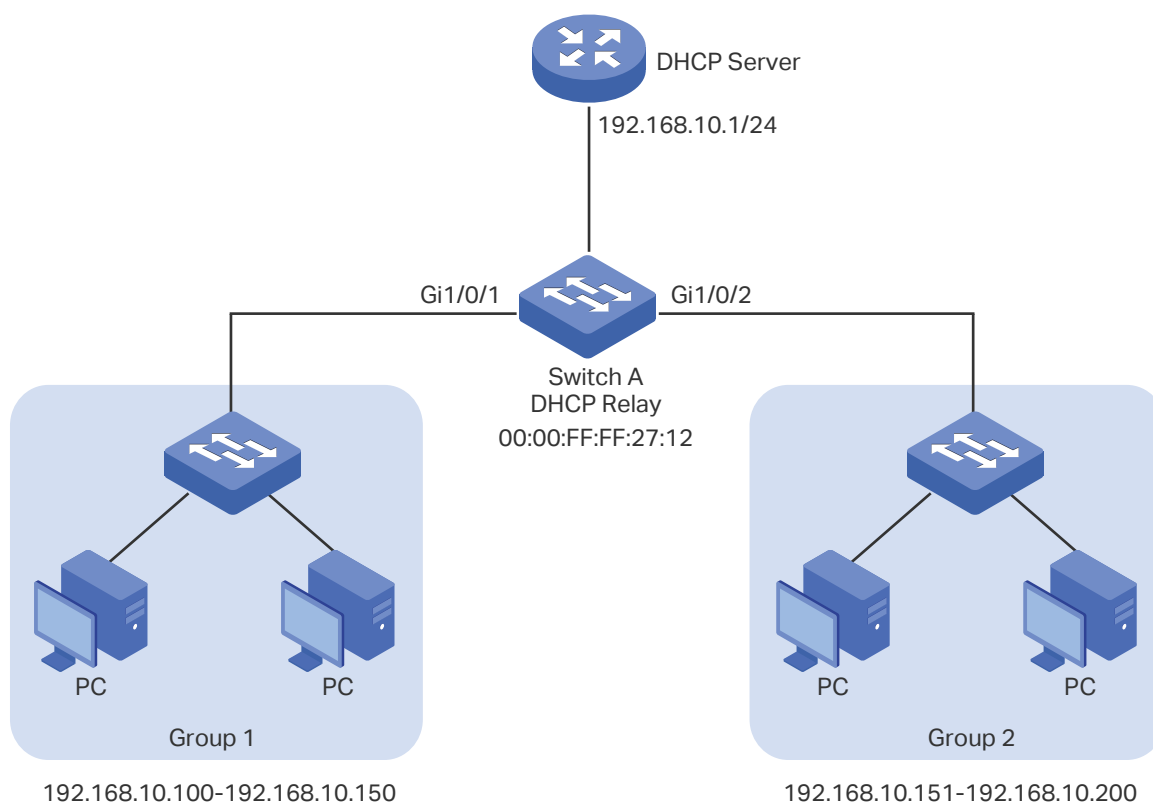 DHCP Server
192.168.10.1/24
Gi1/0/1
Gi1/0/2
Switch A
DHCP Relay
00:00:FF:FF:27:12
PC
PC
PC
PC
Group 1
Group 2
192.168.10.100-192.168.10.150
192.168.10.151-192.168.10.200